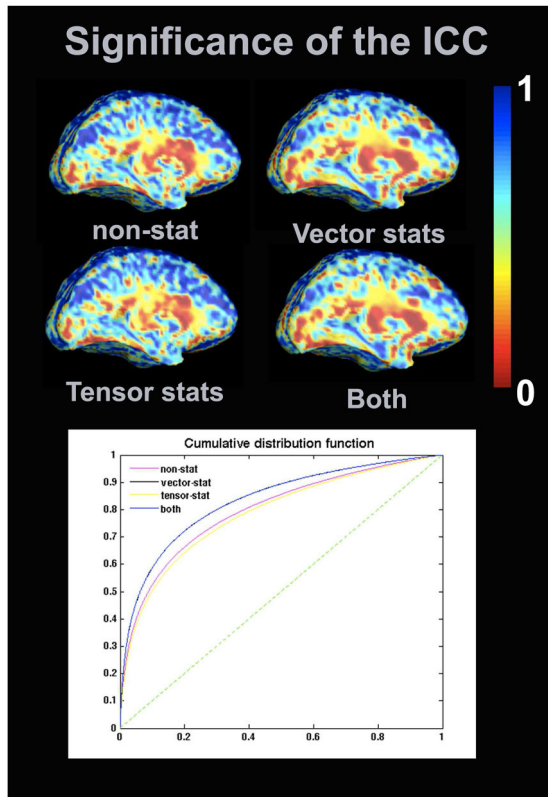 Significance of the ICC
1
non-stat
Vector stats
Tensor stats
Both
0
Cumulative distribution function
1
0.9
0.8
0.7
0.6
0.5
0.4
0.3
0.2
0.1
0
non-stat
vector-stat
tensor-stat
both
0
0.2
0.4
0.6
0.8
1